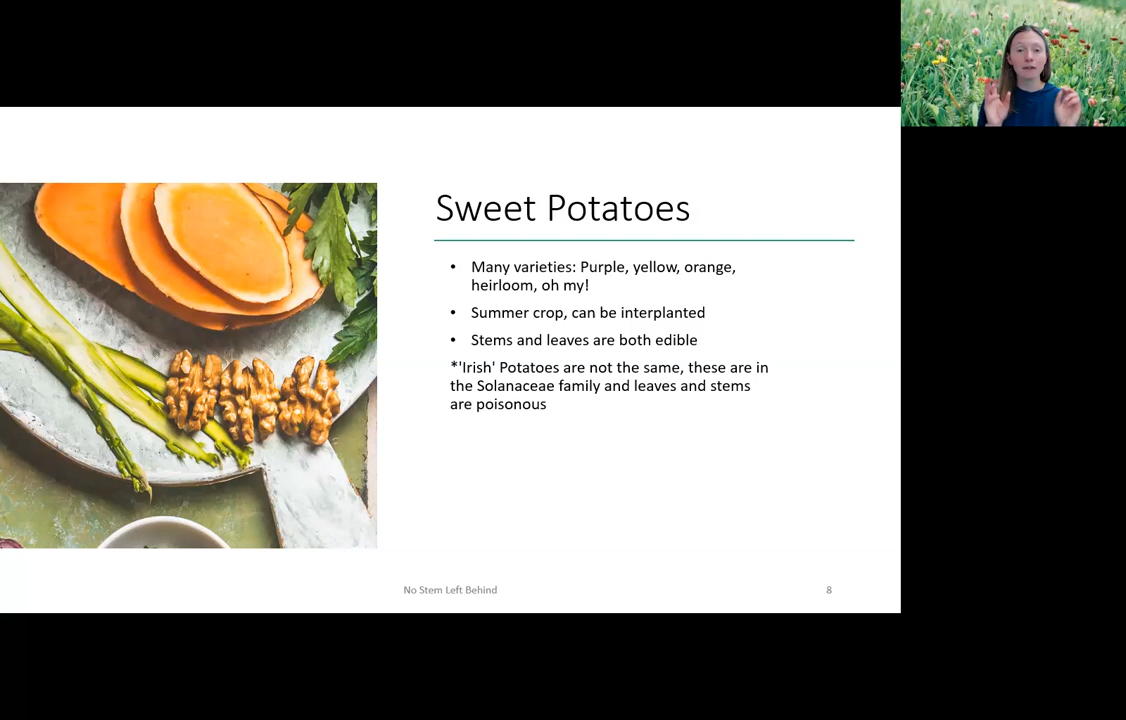 Sweet Potatoes
• Many varieties: Purple, yellow, orange,
heirloom, oh my!
• Summer crop, can be interplanted
• Stems and leaves are both edible
*'Irish' Potatoes are not the same, these are in
the Solanaceae family and leaves and stems
are poisonous
No Stem Left Behind
8